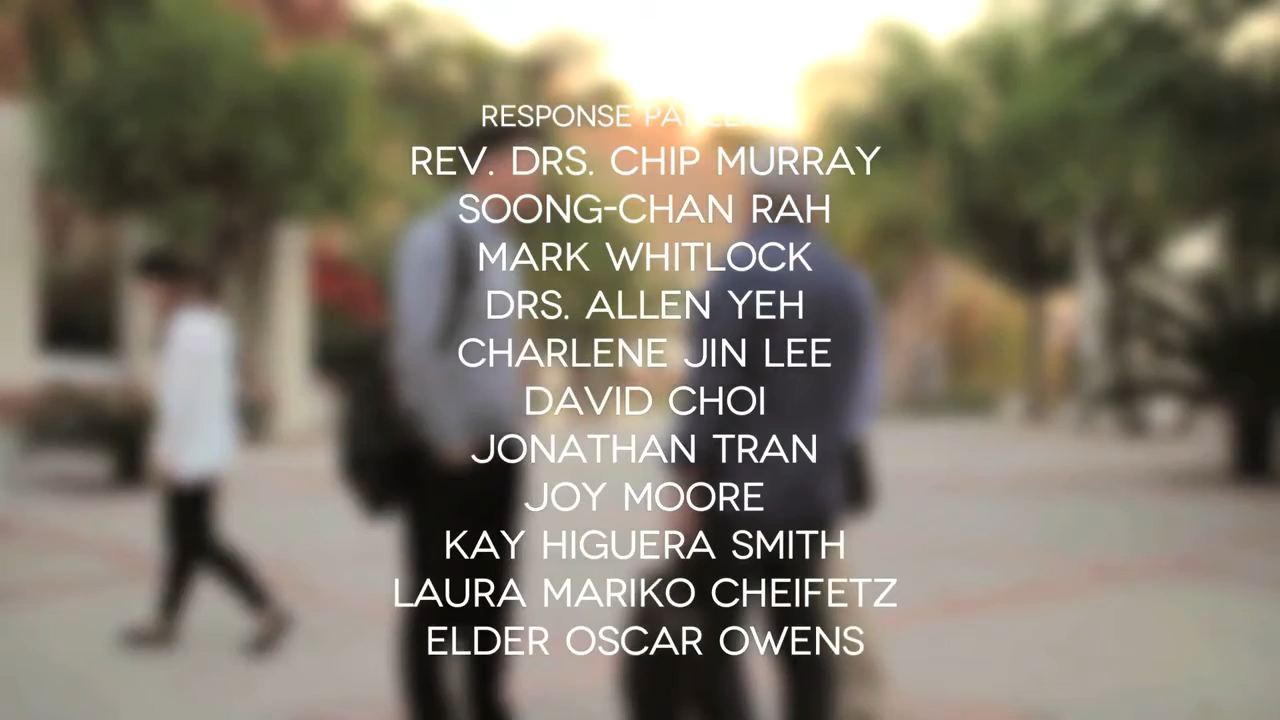 RESPONSE
REV. DRS. CHIP MURRAY
SOONG-CHAN RAH
MARK WHITLOCK
DRS. ALLEN YEH
CHARLENE JIN LEE
DAVID CHOI
JONATHAN TRAN
JOY MOORE
KAY HIGUERA SMITH
LAURA MARIKO CHEIFETZ
ELDER OSCAR OWENS